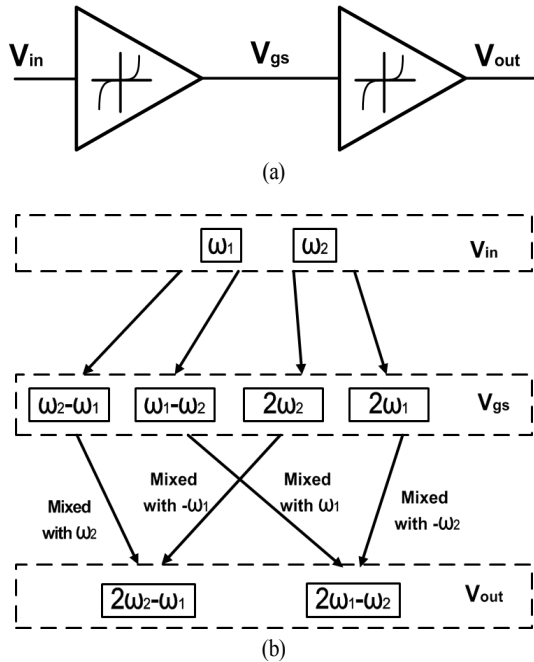 Vin Vgs Vout
(a)
ω1 ω2 Vin
ω2-ω1 ω1-ω2 2ω2 2ω1 Vgs
Mixed with ω2
Mixed with -ω1
Mixed with ω1
Mixed with -ω2
2ω2-ω1 2ω1-ω2 Vout
(b)